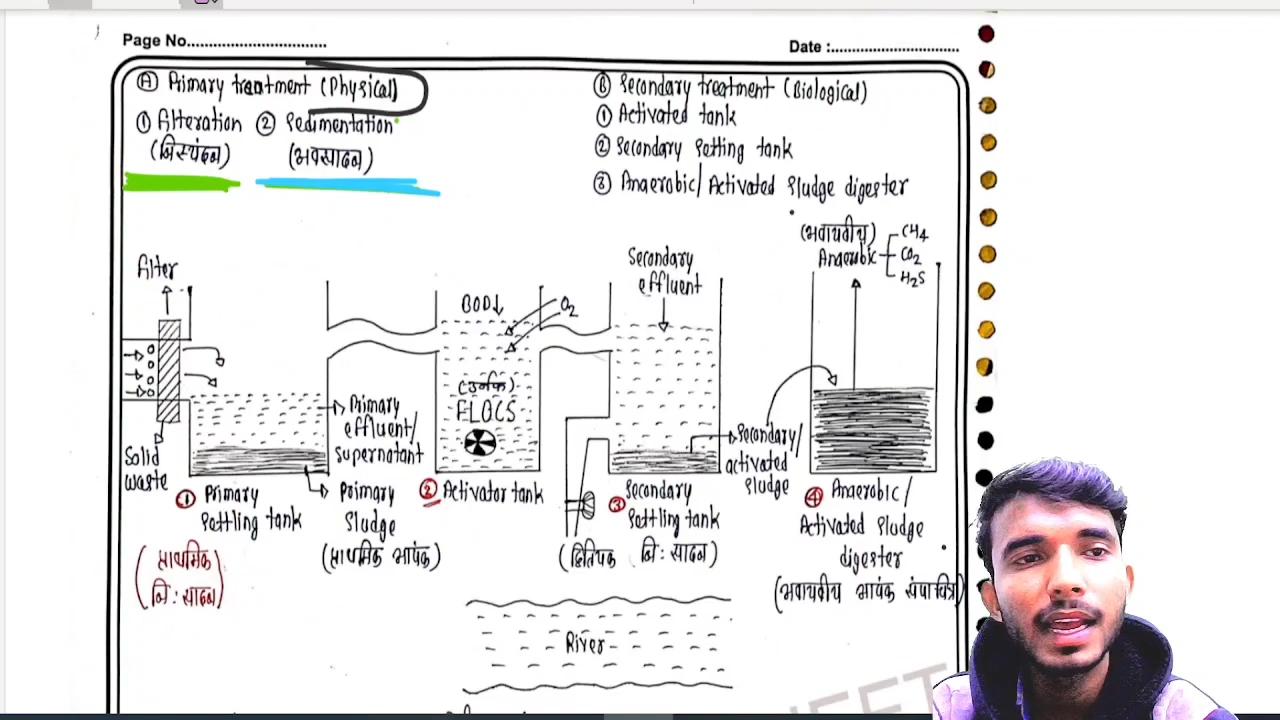 Page No.................................
Date :................................
Ⓐ Primary treatment (Physical)
① Filteration ② Sedimentation
(निस्यंदन) (अवसादन)
Ⓑ Secondary treatment (Biological)
① Activated tank
② Secondary Settling tank
③ Anaerobic/Activated Sludge digester
Filter
Solid
waste
① Primary
Settling tank
(प्राथमिक
नि: सादन)
Primary
effluent/
supernatant
Primary
Sludge
(प्राथमिक आपंक)
BOD↓
O2
(उर्णक)
FLOCS
② Activator tank
Secondary
effluent
Secondary/
activated
sludge
③ Secondary
Settling tank
(द्वितियक नि: सादन)
(अवायवीय)
Anaerobic
CH4
CO2
H2S
④ Anaerobic/
Activated Sludge
digester
(अवायवीय आपंक संपाचित्र)
River